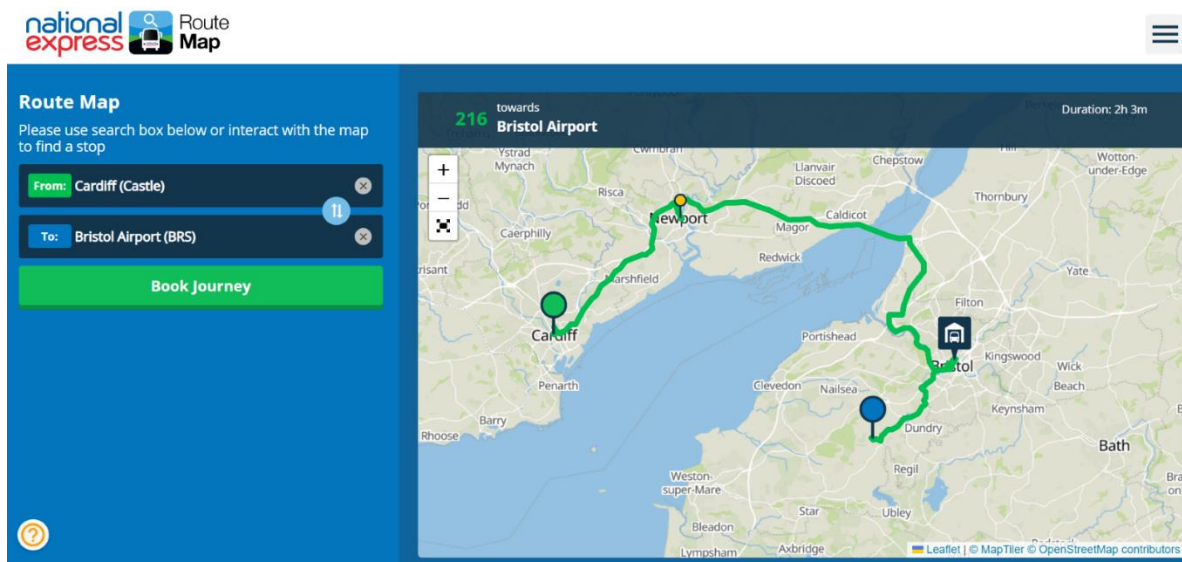 national
express
Route
Map
Route Map
Please use search box below or interact with the map
to find a stop
From: Cardiff (Castle)
To: Bristol Airport (BRS)
Book Journey
216
towards
Bristol Airport
Duration: 2h 3m
+
−
Ystrad
Mynach
Cwmbran
Llanvair
Discoed
Chepstow
Wotton-
under-Edge
Risca
Thornbury
Newport
Caldicot
Magor
Caerphilly
Redwick
Marshfield
Yate
Filton
Cardiff
Portishead
Bristol
Kingswood
Wick
Penarth
Clevedon
Nailsea
Beach
Keynsham
Barry
Dundry
Rhoose
Bath
Regil
Weston-
super-Mare
Star
Ubley
Bleadon
Lympsham
Axbridge
?
Leaflet | © MapTiler © OpenStreetMap contributors